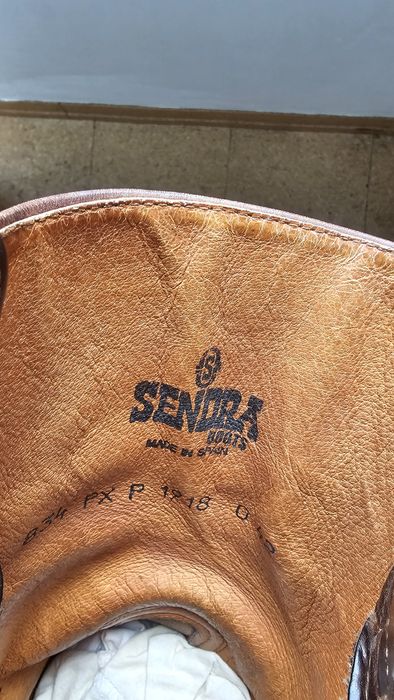 S
SENDRA
BOOTS
MADE IN SPAIN
PX P 1218